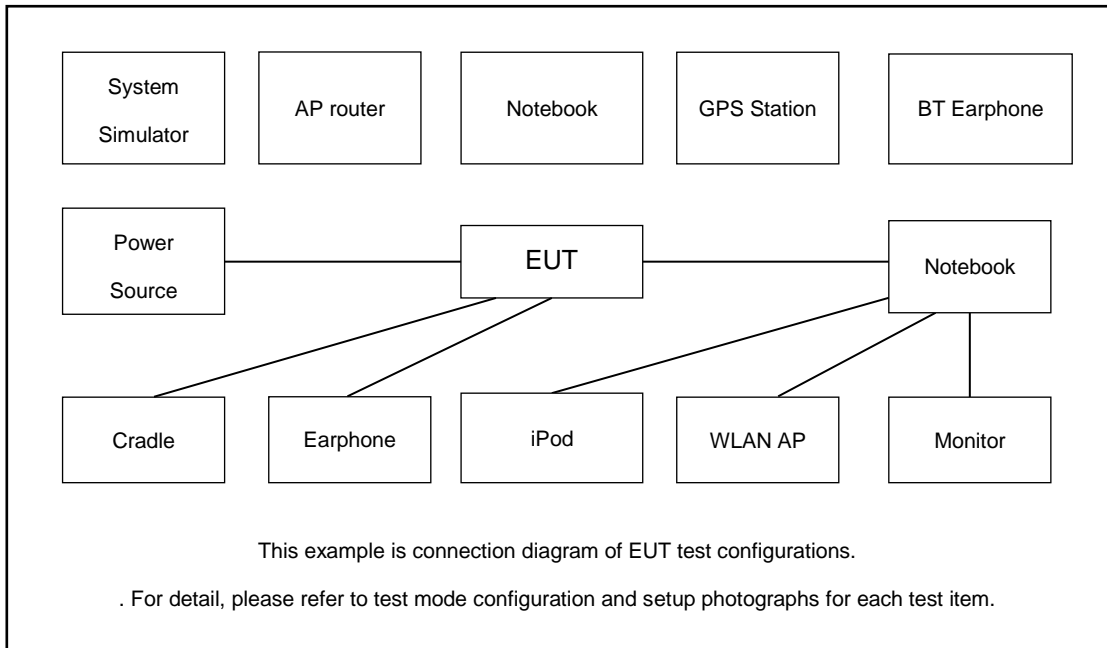 System
Simulator
AP router
Notebook
GPS Station
BT Earphone
Power
Source
EUT
Notebook
Cradle
Earphone
iPod
WLAN AP
Monitor
This example is connection diagram of EUT test configurations.
. For detail, please refer to test mode configuration and setup photographs for each test item.